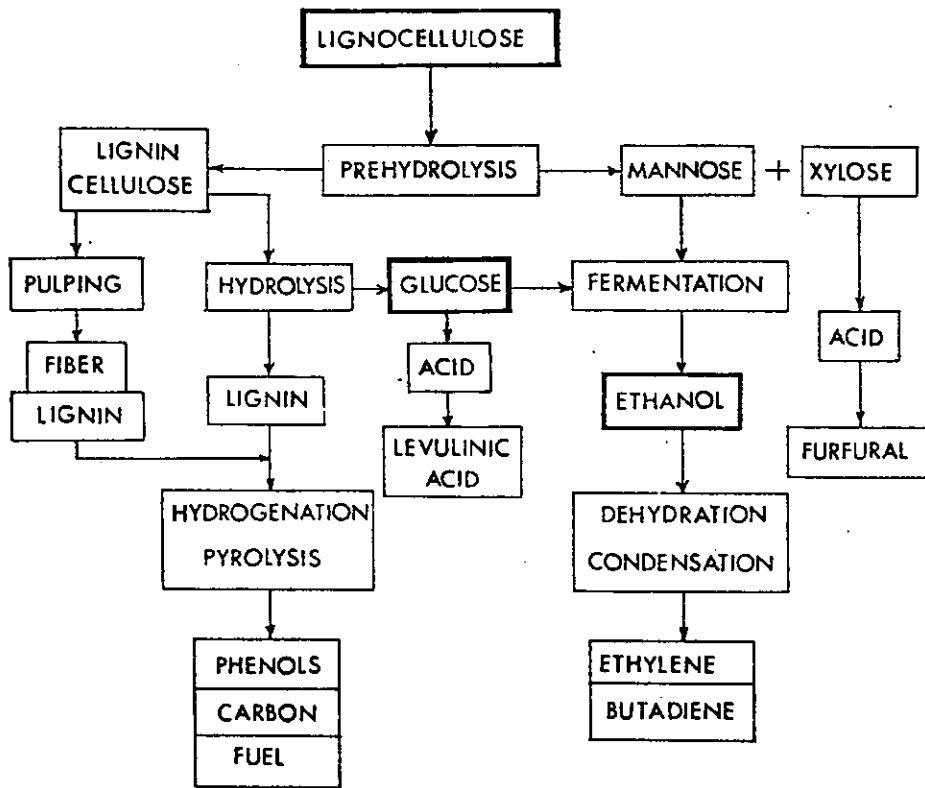 LIGNOCELLULOSE
LIGNIN
CELLULOSE
PREHYDROLYSIS
MANNOSE + XYLOSE
PULPING
HYDROLYSIS
GLUCOSE
FERMENTATION
FIBER
LIGNIN
LIGNIN
ACID
LEVULINIC
ACID
ETHANOL
ACID
FURFURAL
HYDROGENATION
PYROLYSIS
DEHYDRATION
CONDENSATION
PHENOLS
CARBON
FUEL
ETHYLENE
BUTADIENE